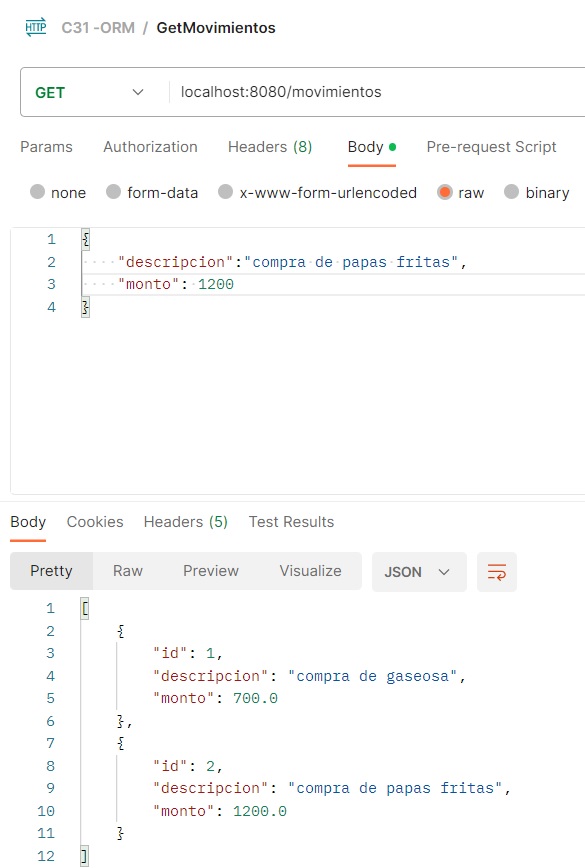 HTTP C31 -ORM / GetMovimientos
GET localhost:8080/movimientos
Params Authorization Headers (8) Body Pre-request Script
none form-data x-www-form-urlencoded raw binary
1 {
2 "descripcion":"compra de papas fritas",
3 "monto": 1200
4 }
Body Cookies Headers (5) Test Results
Pretty Raw Preview Visualize JSON
1 [
2 {
3 "id": 1,
4 "descripcion": "compra de gaseosa",
5 "monto": 700.0
6 },
7 {
8 "id": 2,
9 "descripcion": "compra de papas fritas",
10 "monto": 1200.0
11 }
12 ]